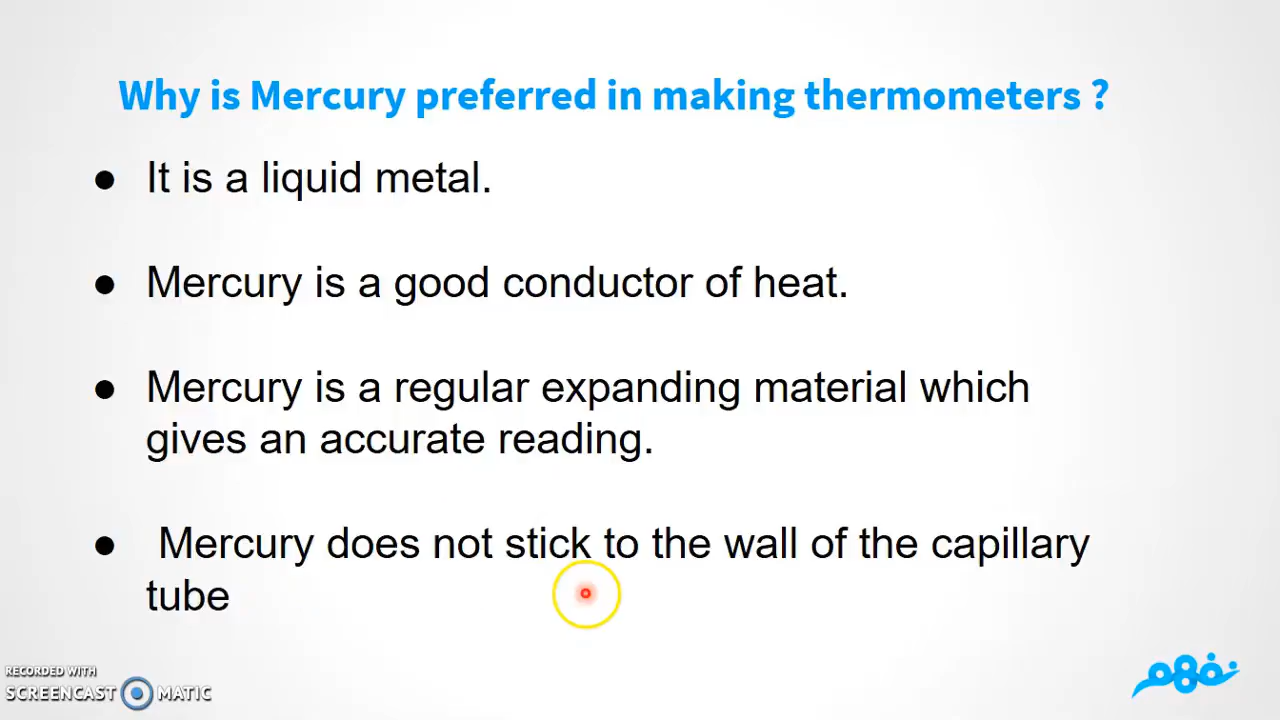 Why is Mercury preferred in making thermometers ?
● It is a liquid metal.
● Mercury is a good conductor of heat.
● Mercury is a regular expanding material which
gives an accurate reading.
● Mercury does not stick to the wall of the capillary
tube
RECORDED WITH
SCREENCAST MATIC
نفهم